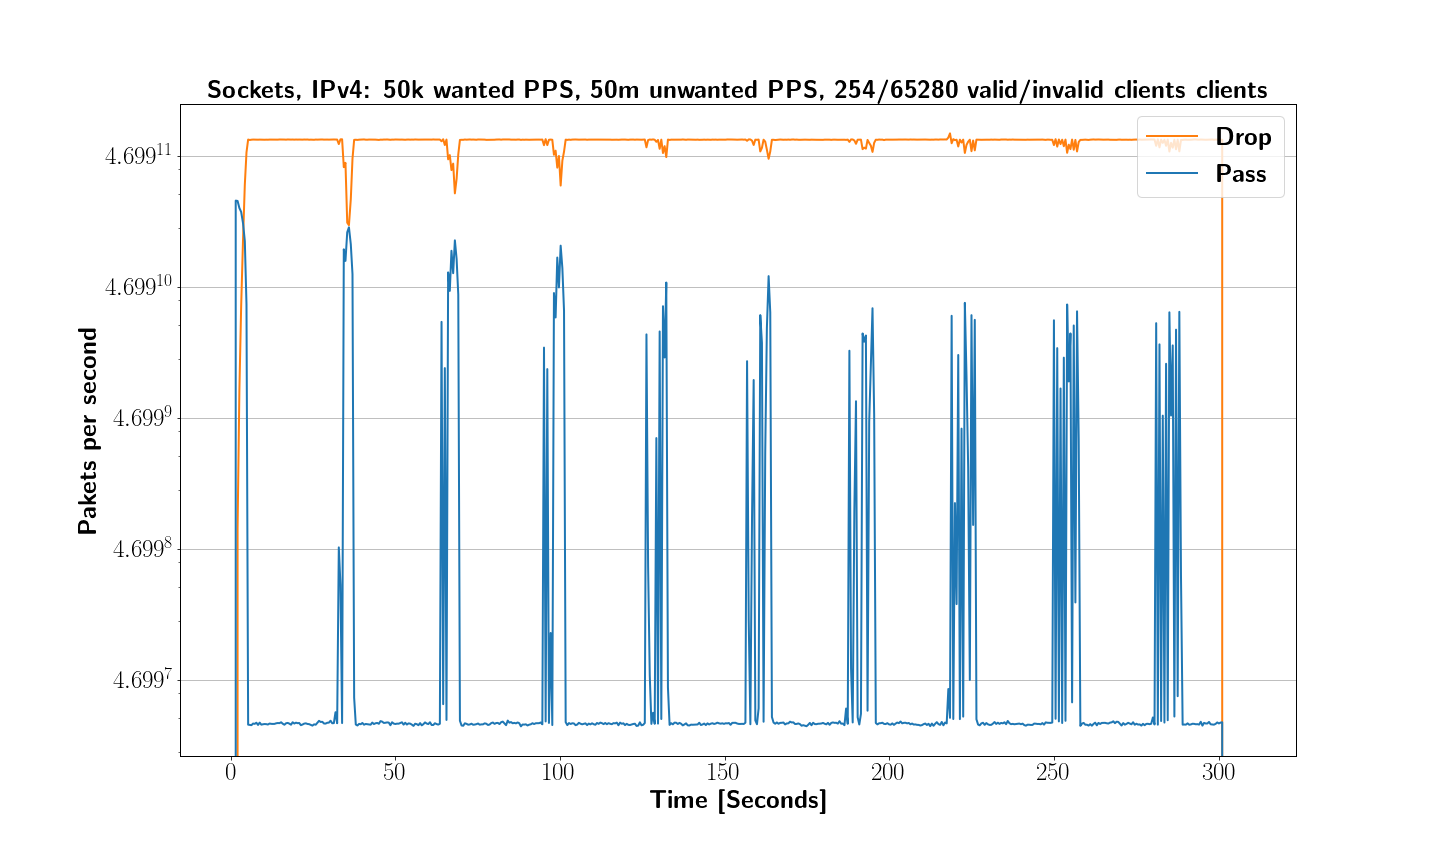 Sockets, IPv4: 50k wanted PPS, 50m unwanted PPS, 254/65280 valid/invalid clients clients
Drop
Pass
4.699^11
4.699^10
4.699^9
4.699^8
4.699^7
Pakets per second
0 50 100 150 200 250 300
Time [Seconds]